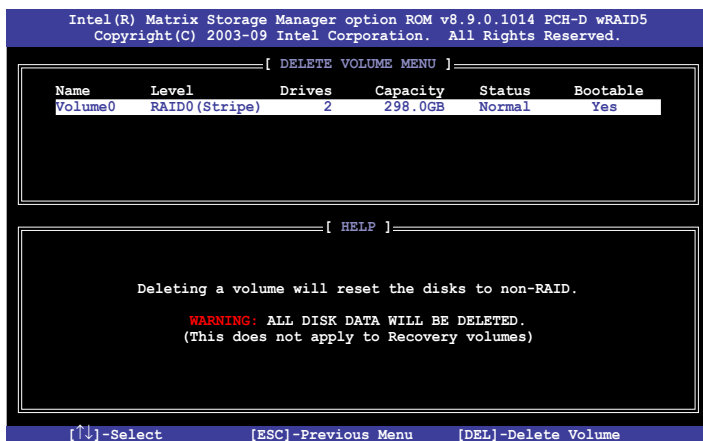 Intel(R) Matrix Storage Manager option ROM v8.9.0.1014 PCH-D wRAID5
Copyright(C) 2003-09 Intel Corporation. All Rights Reserved.
[ DELETE VOLUME MENU ]
Name Level Drives Capacity Status Bootable
Volume0 RAID0(Stripe) 2 298.0GB Normal Yes
[ HELP ]
Deleting a volume will reset the disks to non-RAID.
WARNING: ALL DISK DATA WILL BE DELETED.
(This does not apply to Recovery volumes)
[↑↓]-Select [ESC]-Previous Menu [DEL]-Delete Volume